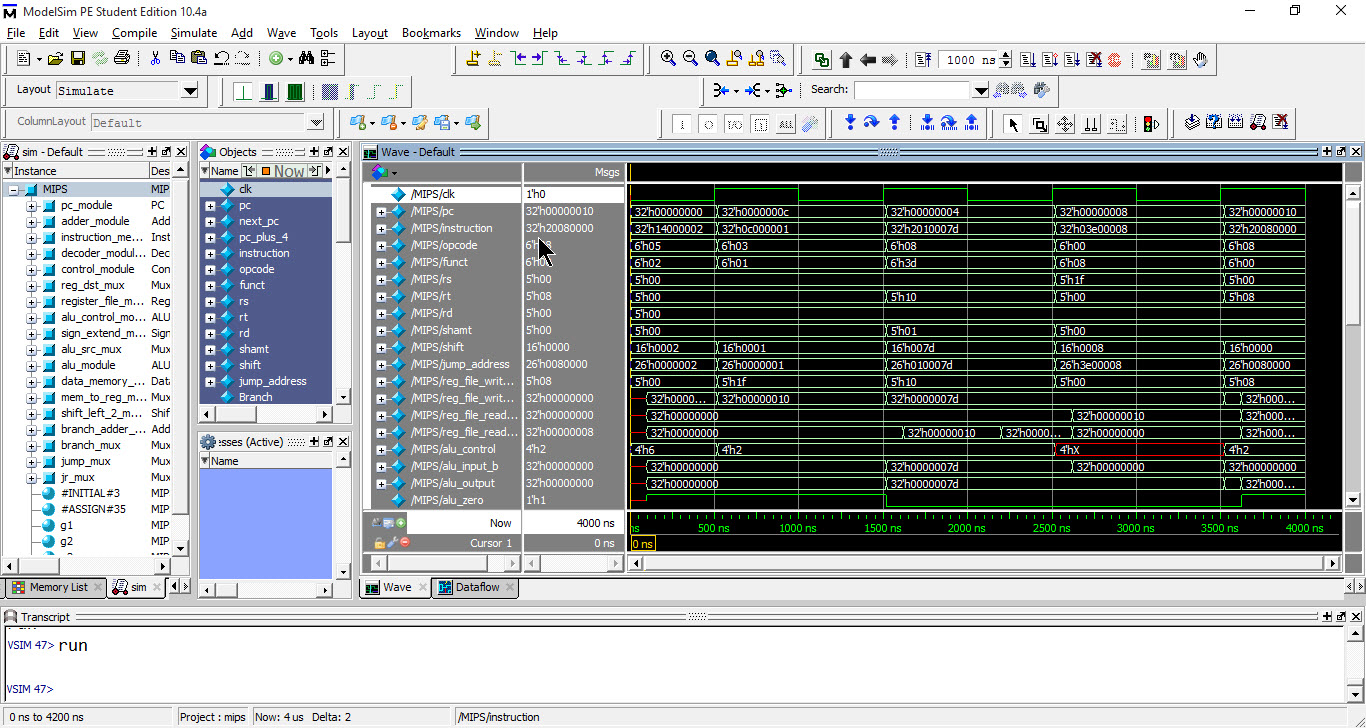 ModelSim PE Student Edition 10.4a
File Edit View Compile Simulate Add Wave Tools Layout Bookmarks Window Help
1000 ns
Layout Simulate
Search:
ColumnLayout Default
sim - Default
Instance Des
MIPS MIP
pc_module PC
adder_module Add
instruction_me... Inst
decoder_modul... Dec
control_module Con
reg_dst_mux Mux
register_file_m... Reg
alu_control_mo... ALU
sign_extend_m... Sign
alu_src_mux Mux
alu_module ALU
data_memory_... Data
mem_to_reg_m... Mux
shift_left_2_m... Shif
branch_adder_... Add
branch_mux Mux
jump_mux Mux
jr_mux Mux
#INITIAL#3 MIP
#ASSIGN#35 MIP
g1 MIP
g2 MIP
Memory List sim
Objects
Name Now
clk
pc
next_pc
pc_plus_4
instruction
opcode
funct
rs
rt
rd
shamt
shift
jump_address
Branch
:sses (Active)
Name
Wave - Default
Msgs
/MIPS/clk 1'h0
/MIPS/pc 32'h00000010 32'h00000000 32'h0000000c 32'h00000004 32'h00000008 32'h00000010
/MIPS/instruction 32'h20080000 32'h14000002 32'h0c000001 32'h2010007d 32'h03e00008 32'h20080000
/MIPS/opcode 6'h05 6'h03 6'h08 6'h00 6'h08
/MIPS/funct 6'h02 6'h01 6'h3d 6'h08 6'h00
/MIPS/rs 5'h00 5'h00 5'h1f 5'h00
/MIPS/rt 5'h08 5'h00 5'h10 5'h00 5'h08
/MIPS/rd 5'h00 5'h00
/MIPS/shamt 5'h00 5'h00 5'h01 5'h00
/MIPS/shift 16'h0000 16'h0002 16'h0001 16'h007d 16'h0008 16'h0000
/MIPS/jump_address 26'h0080000 26'h0000002 26'h0000001 26'h010007d 26'h3e00008 26'h0080000
/MIPS/reg_file_writ... 5'h08 5'h00 5'h1f 5'h10 5'h00 5'h08
/MIPS/reg_file_writ... 32'h00000000 32'h0000... 32'h00000010 32'h0000007d 32'h000...
/MIPS/reg_file_read... 32'h00000000 32'h00000000 32'h00000010 32'h000...
/MIPS/reg_file_read... 32'h00000008 32'h00000000 32'h00000010 32'h0000... 32'h00000000 32'h000...
/MIPS/alu_control 4'h2 4'h6 4'h2 4'hX 4'h2
/MIPS/alu_input_b 32'h00000000 32'h00000000 32'h0000007d 32'h00000000 32'h00000000
/MIPS/alu_output 32'h00000000 32'h00000000 32'h0000007d 32'h000...
/MIPS/alu_zero 1'h1
Now 4000 ns ns 500 ns 1000 ns 1500 ns 2000 ns 2500 ns 3000 ns 3500 ns 4000 ns
Cursor 1 0 ns 0 ns
Wave Dataflow
Transcript
VSIM 47> run
VSIM 47>
0 ns to 4200 ns Project : mips Now: 4 us Delta: 2 /MIPS/instruction